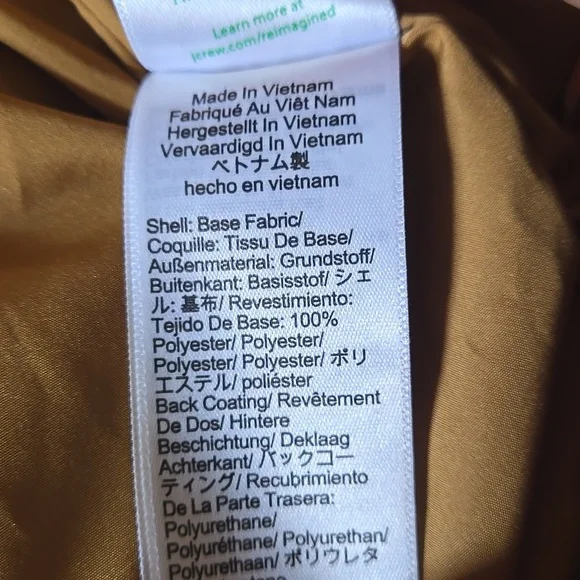 Learn more at
jcrew.com/reimagined
Made In Vietnam
Fabriqué Au Viêt Nam
Hergestellt In Vietnam
Vervaardigd In Vietnam
ベトナム製
hecho en vietnam
Shell: Base Fabric/
Coquille: Tissu De Base/
Außenmaterial: Grundstoff/
Buitenkant: Basisstof/ シェ
ル: 基布/ Revestimiento:
Tejido De Base: 100%
Polyester/ Polyester/
Polyester/ Polyester/ ポリ
エステル/ poliéster
Back Coating/ Revêtement
De Dos/ Hintere
Beschichtung/ Deklaag
Achterkant/ バックコー
ティング/ Recubrimiento
De La Parte Trasera:
Polyurethane/
Polyuréthane/ Polyurethan/
Polyurethaan/ ポリウレタ